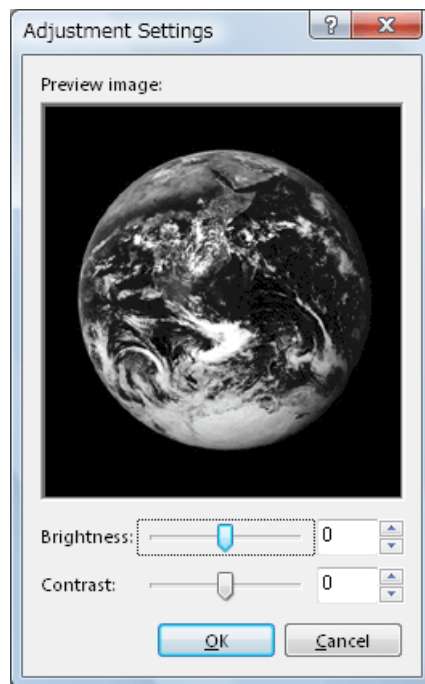 Adjustment Settings
?
Preview image:
Brightness: 0
Contrast: 0
OK Cancel